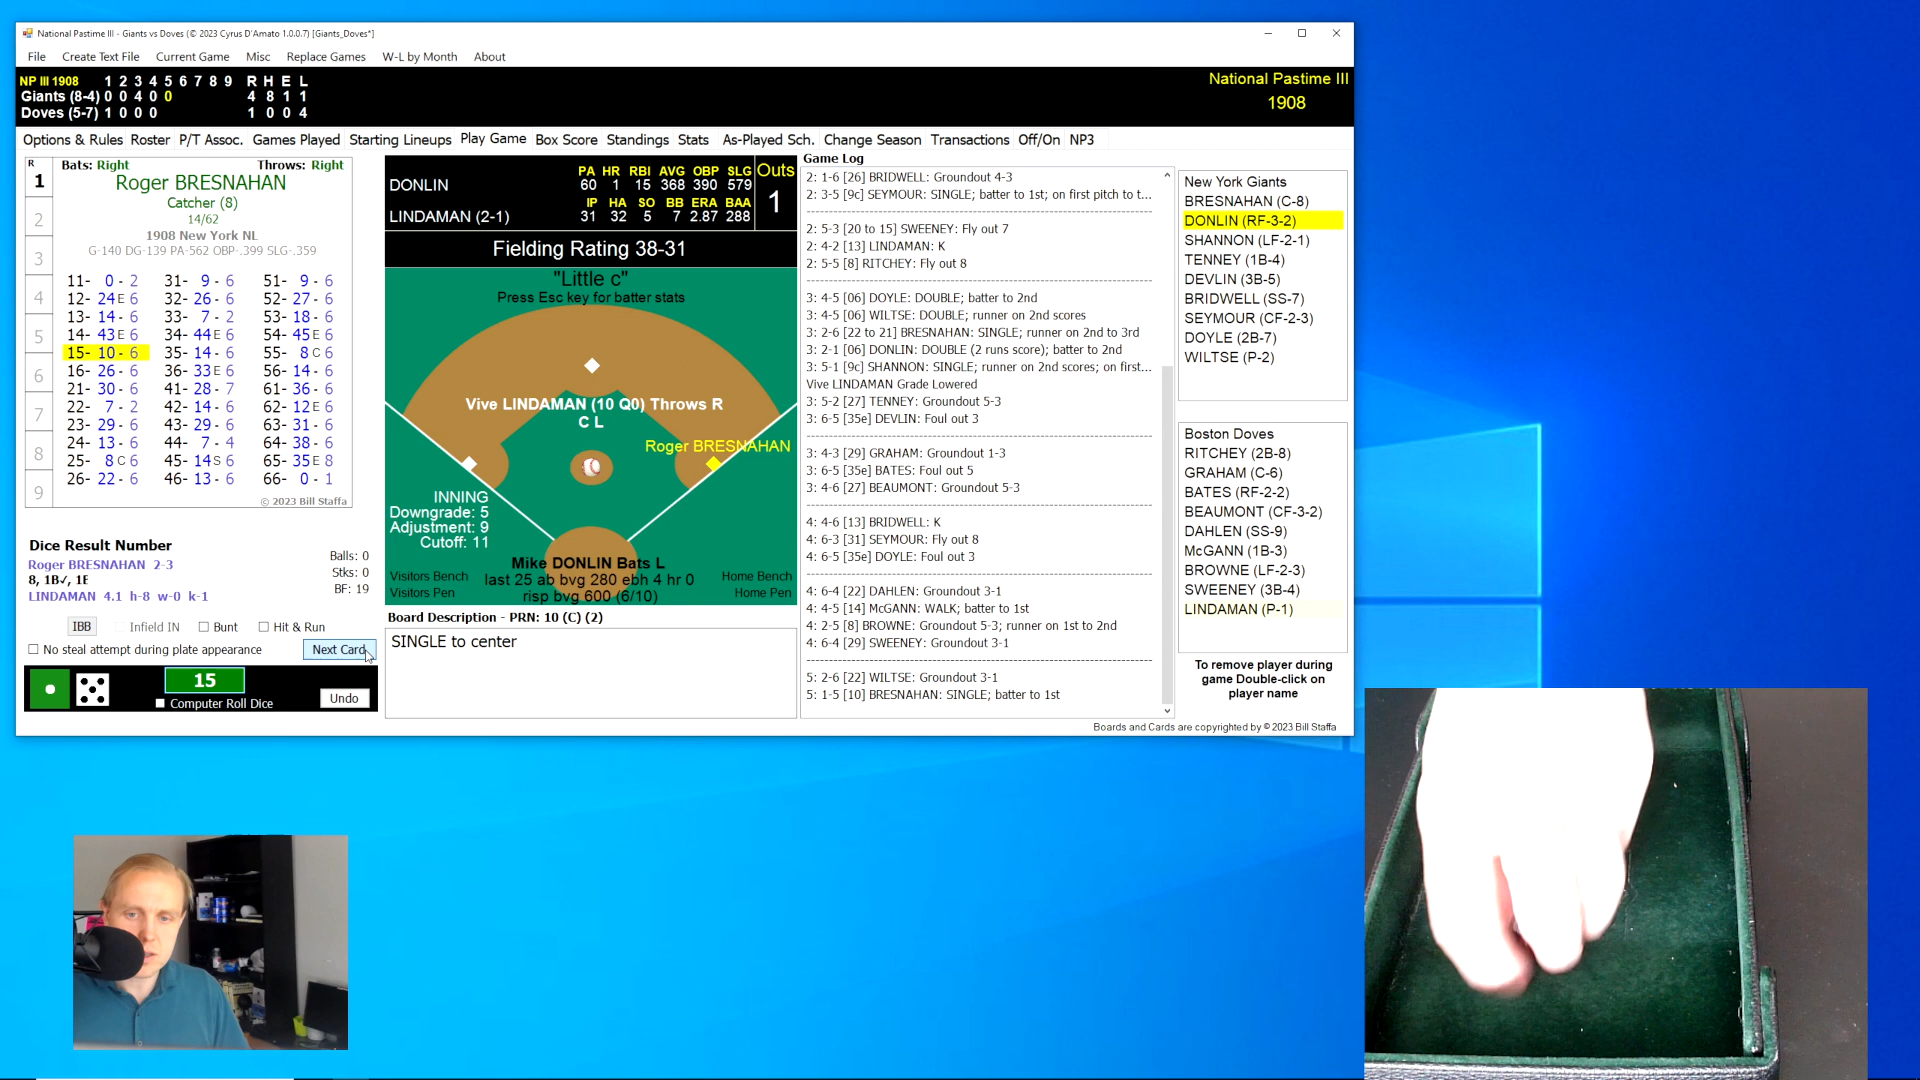 National Pastime III - Giants vs Doves (© 2023 Cyrus D'Amato 1.0.0.7) [Giants_Doves*]
File Create Text File Current Game Misc Replace Games W-L by Month About
NP III 1908 1 2 3 4 5 6 7 8 9 R H E L
Giants (8-4) 0 0 4 0 0 4 8 1 1
Doves (5-7) 1 0 0 0 1 0 0 4
National Pastime III
1908
Options & Rules Roster P/T Assoc. Games Played Starting Lineups Play Game Box Score Standings Stats As-Played Sch. Change Season Transactions Off/On NP3
R
1
2
3
4
5
6
7
8
9
Bats: Right Throws: Right
Roger BRESNAHAN
Catcher (8)
14/62
1908 New York NL
G-140 DG-139 PA-562 OBP-.399 SLG-.359
11- 0 - 2 31- 9 - 6 51- 9 - 6
12- 24 E 6 32- 26 - 6 52- 27 - 6
13- 14 - 6 33- 7 - 2 53- 18 - 6
14- 43 E 6 34- 44 E 6 54- 45 E 6
15- 10 - 6 35- 14 - 6 55- 8 C 6
16- 26 - 6 36- 33 E 6 56- 14 - 6
21- 30 - 6 41- 28 - 7 61- 36 - 6
22- 7 - 2 42- 14 - 6 62- 12 E 6
23- 29 - 6 43- 29 - 6 63- 31 - 6
24- 13 - 6 44- 7 - 4 64- 38 - 6
25- 8 C 6 45- 14 S 6 65- 35 E 8
26- 22 - 6 46- 13 - 6 66- 0 - 1
© 2023 Bill Staffa
Dice Result Number
Roger BRESNAHAN 2-3
8, 1B✓, 1E
LINDAMAN 4.1 h-8 w-0 k-1
Balls: 0
Stks: 0
BF: 19
IBB Infield IN Bunt Hit & Run
No steal attempt during plate appearance Next Card
15
Computer Roll Dice
Undo
PA HR RBI AVG OBP SLG
DONLIN 60 1 15 368 390 579
IP HA SO BB ERA BAA
LINDAMAN (2-1) 31 32 5 7 2.87 288
Outs
1
Fielding Rating 38-31
"Little c"
Press Esc key for batter stats
Vive LINDAMAN (10 Q0) Throws R
C L
Roger BRESNAHAN
INNING
Downgrade: 5
Adjustment: 9
Cutoff: 11
Mike DONLIN Bats L
last 25 ab bvg 280 ebh 4 hr 0
risp bvg 600 (6/10)
Visitors Bench
Visitors Pen
Home Bench
Home Pen
Board Description - PRN: 10 (C) (2)
SINGLE to center
Game Log
2: 1-6 [26] BRIDWELL: Groundout 4-3
2: 3-5 [9c] SEYMOUR: SINGLE; batter to 1st; on first pitch to t...
2: 5-3 [20 to 15] SWEENEY: Fly out 7
2: 4-2 [13] LINDAMAN: K
2: 5-5 [8] RITCHEY: Fly out 8
3: 4-5 [06] DOYLE: DOUBLE; batter to 2nd
3: 4-5 [06] WILTSE: DOUBLE; runner on 2nd scores
3: 2-6 [22 to 21] BRESNAHAN: SINGLE; runner on 2nd to 3rd
3: 2-1 [06] DONLIN: DOUBLE (2 runs score); batter to 2nd
3: 5-1 [9c] SHANNON: SINGLE; runner on 2nd scores; on first...
Vive LINDAMAN Grade Lowered
3: 5-2 [27] TENNEY: Groundout 5-3
3: 6-5 [35e] DEVLIN: Foul out 3
3: 4-3 [29] GRAHAM: Groundout 1-3
3: 6-5 [35e] BATES: Foul out 5
3: 4-6 [27] BEAUMONT: Groundout 5-3
4: 4-6 [13] BRIDWELL: K
4: 6-3 [31] SEYMOUR: Fly out 8
4: 6-5 [35e] DOYLE: Foul out 3
4: 6-4 [22] DAHLEN: Groundout 3-1
4: 4-5 [14] McGANN: WALK; batter to 1st
4: 2-5 [8] BROWNE: Groundout 5-3; runner on 1st to 2nd
4: 6-4 [29] SWEENEY: Groundout 3-1
5: 2-6 [22] WILTSE: Groundout 3-1
5: 1-5 [10] BRESNAHAN: SINGLE; batter to 1st
New York Giants
BRESNAHAN (C-8)
DONLIN (RF-3-2)
SHANNON (LF-2-1)
TENNEY (1B-4)
DEVLIN (3B-5)
BRIDWELL (SS-7)
SEYMOUR (CF-2-3)
DOYLE (2B-7)
WILTSE (P-2)
Boston Doves
RITCHEY (2B-8)
GRAHAM (C-6)
BATES (RF-2-2)
BEAUMONT (CF-3-2)
DAHLEN (SS-9)
McGANN (1B-3)
BROWNE (LF-2-3)
SWEENEY (3B-4)
LINDAMAN (P-1)
To remove player during
game Double-click on
player name
Boards and Cards are copyrighted by © 2023 Bill Staffa